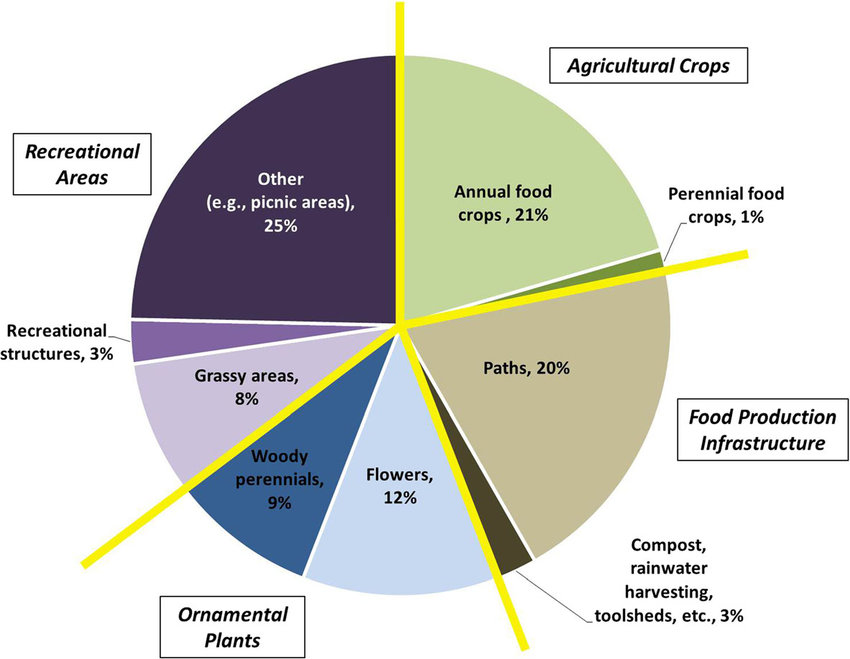 Agricultural Crops
Recreational
Areas
Other
(e.g., picnic areas),
25%
Annual food
crops , 21%
Perennial food
crops, 1%
Recreational
structures, 3%
Grassy areas,
8%
Paths, 20%
Food Production
Infrastructure
Woody
perennials,
9%
Flowers,
12%
Compost,
rainwater
harvesting,
toolsheds, etc., 3%
Ornamental
Plants